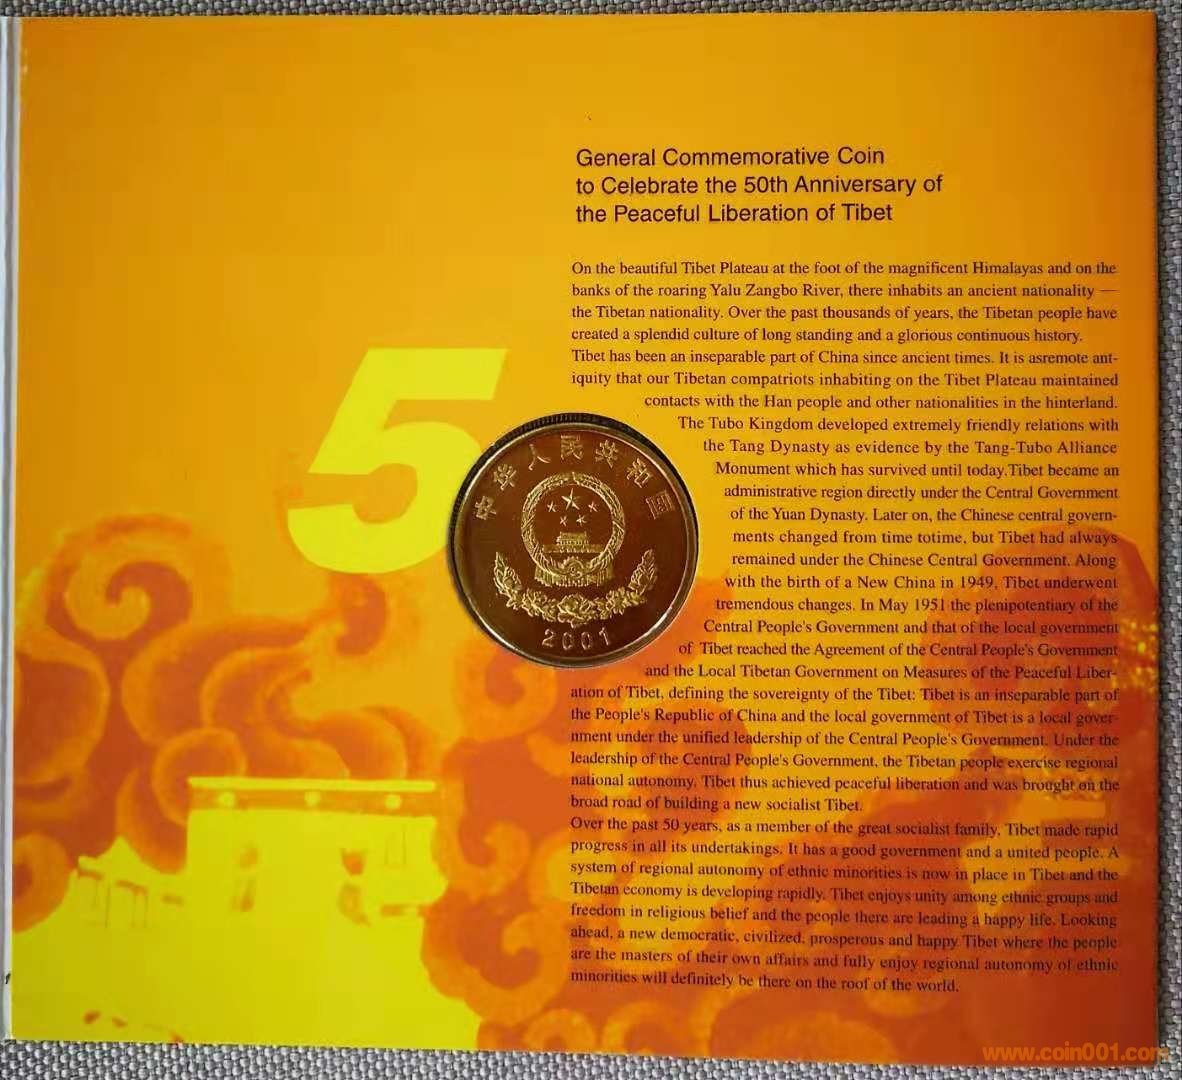 General Commemorative Coin
to Celebrate the 50th Anniversary of
the Peaceful Liberation of Tibet
On the beautiful Tibet Plateau at the foot of the magnificent Himalayas and on the
banks of the roaring Yalu Zangbo River, there inhabits an ancient nationality —
the Tibetan nationality. Over the past thousands of years, the Tibetan people have
created a splendid culture of long standing and a glorious continuous history.
Tibet has been an inseparable part of China since ancient times. It is asremote ant-
iquity that our Tibetan compatriots inhabiting on the Tibet Plateau maintained
contacts with the Han people and other nationalities in the hinterland.
The Tubo Kingdom developed extremely friendly relations with
the Tang Dynasty as evidence by the Tang-Tubo Alliance
Monument which has survived until today.Tibet became an
administrative region directly under the Central Government
of the Yuan Dynasty. Later on, the Chinese central govern-
ments changed from time totime, but Tibet had always
remained under the Chinese Central Government. Along
with the birth of a New China in 1949, Tibet underwent
tremendous changes. In May 1951 the plenipotentiary of the
Central People's Government and that of the local government
of Tibet reached the Agreement of the Central People's Government
and the Local Tibetan Government on Measures of the Peaceful Liber-
ation of Tibet, defining the sovereignty of the Tibet: Tibet is an inseparable part of
the People's Republic of China and the local government of Tibet is a local gover-
nment under the unified leadership of the Central People's Government. Under the
leadership of the Central People's Government, the Tibetan people exercise regional
national autonomy. Tibet thus achieved peaceful liberation and was brought on the
broad road of building a new socialist Tibet.
Over the past 50 years, as a member of the great socialist family, Tibet made rapid
progress in all its undertakings. It has a good government and a united people. A
system of regional autonomy of ethnic minorities is now in place in Tibet and the
Tibetan economy is developing rapidly. Tibet enjoys unity among ethnic groups and
freedom in religious belief and the people there are leading a happy life. Looking
ahead, a new democratic, civilized, prosperous and happy Tibet where the people
are the masters of their own affairs and fully enjoy regional autonomy of ethnic
minorities will definitely be there on the roof of the world.
5
中华人民共和国
2001
www.coin001.com